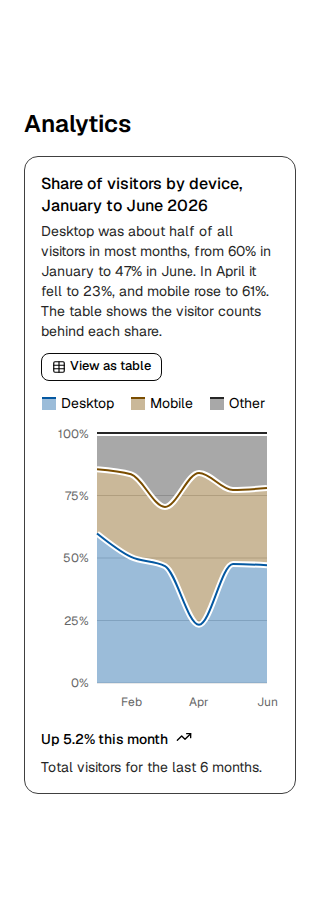 Analytics
Share of visitors by device,
January to June 2026
Desktop was about half of all
visitors in most months, from 60% in
January to 47% in June. In April it
fell to 23%, and mobile rose to 61%.
The table shows the visitor counts
behind each share.
View as table
Desktop Mobile Other
100%
75%
50%
25%
0%
Feb Apr Jun
Up 5.2% this month
Total visitors for the last 6 months.